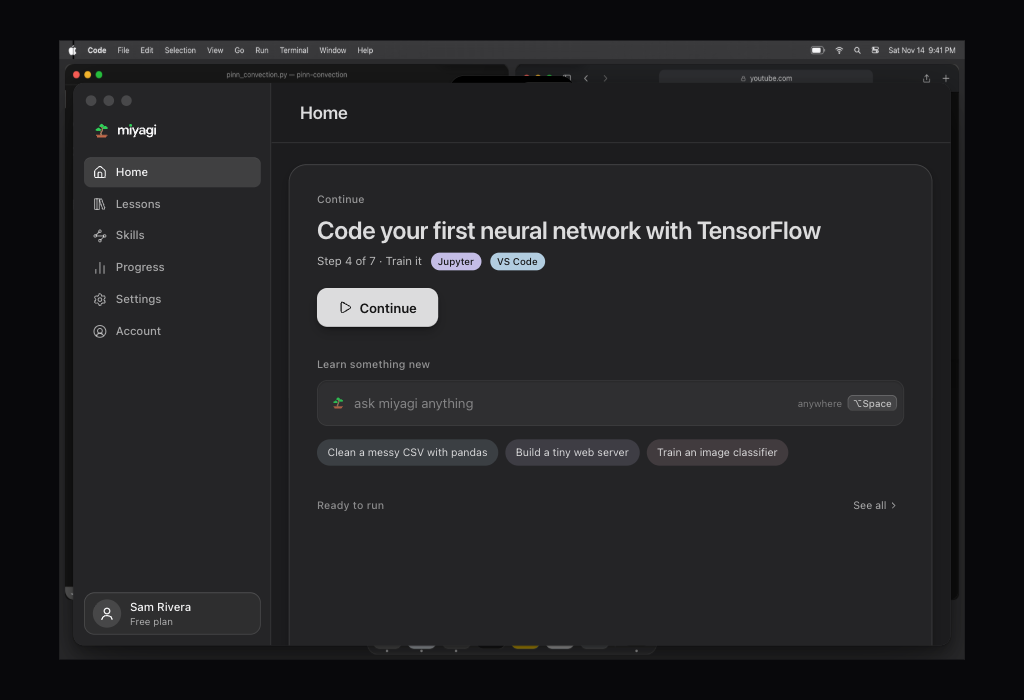 Code File Edit Selection View Go Run Terminal Window Help Sat Nov 14 9:41 PM
pinn_convection.py — pinn-convection
youtube.com
miyagi
Home
Lessons
Skills
Progress
Settings
Account
Sam Rivera
Free plan
Home
Continue
Code your first neural network with TensorFlow
Step 4 of 7 · Train it Jupyter VS Code
Continue
Learn something new
ask miyagi anything anywhere ⌥Space
Clean a messy CSV with pandas Build a tiny web server Train an image classifier
Ready to run See all